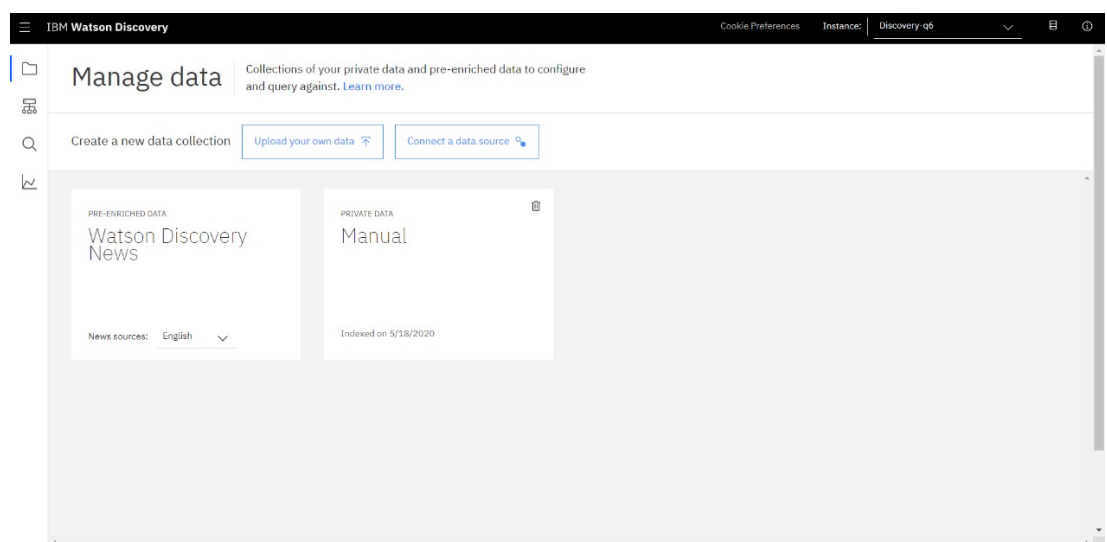 IBM Watson Discovery
Cookie Preferences
Instance:
Discovery-q6
Manage data
Collections of your private data and pre-enriched data to configure
and query against. Learn more.
Create a new data collection
Upload your own data
Connect a data source
PRE-ENRICHED DATA
Watson Discovery
News
News sources: English
PRIVATE DATA
Manual
Indexed on 5/18/2020